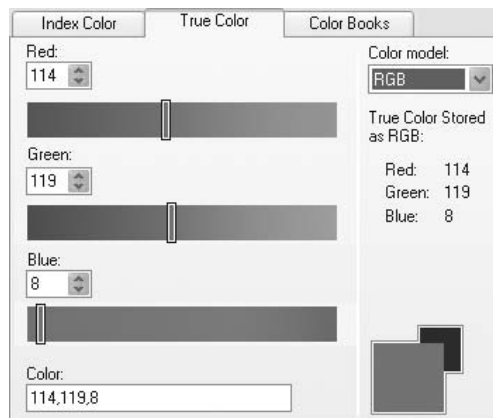 Index Color
True Color
Color Books
Red:
114
Green:
119
Blue:
8
Color:
114,119,8
Color model:
RGB
True Color Stored
as RGB:
Red: 114
Green: 119
Blue: 8